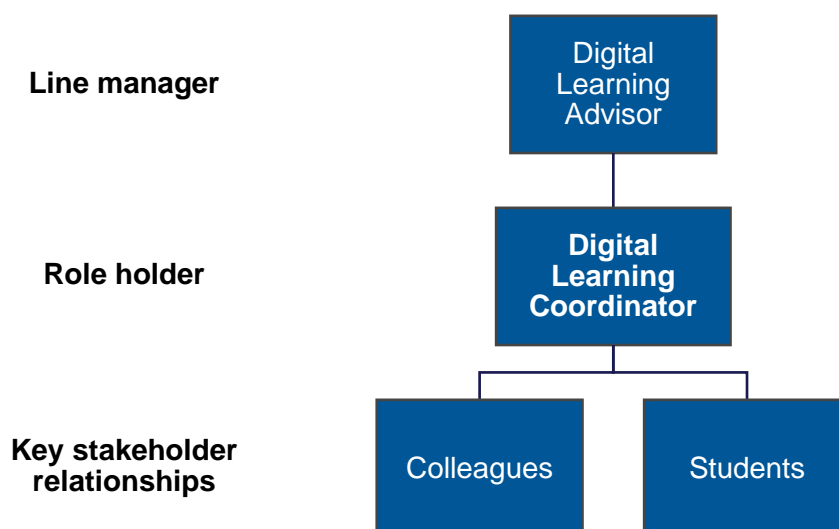 Line manager
Digital
Learning
Advisor
Role holder
Digital
Learning
Coordinator
Key stakeholder
relationships
Colleagues
Students